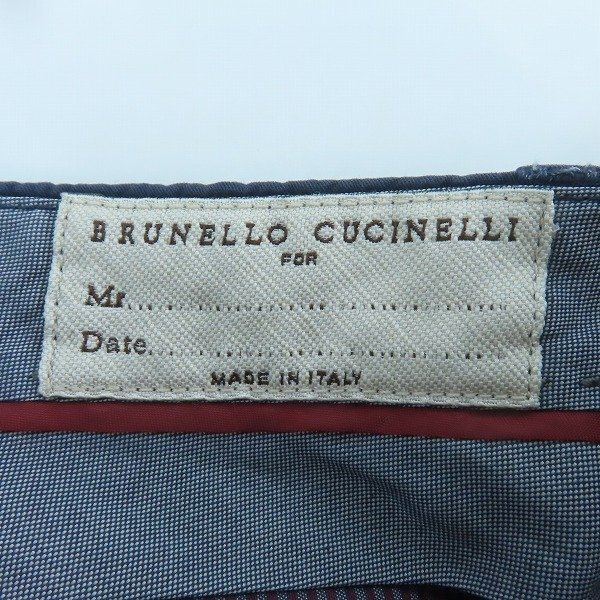 BRUNELLO CUCINELLI
FOR
Mr..............................
Date..............................
MADE IN ITALY